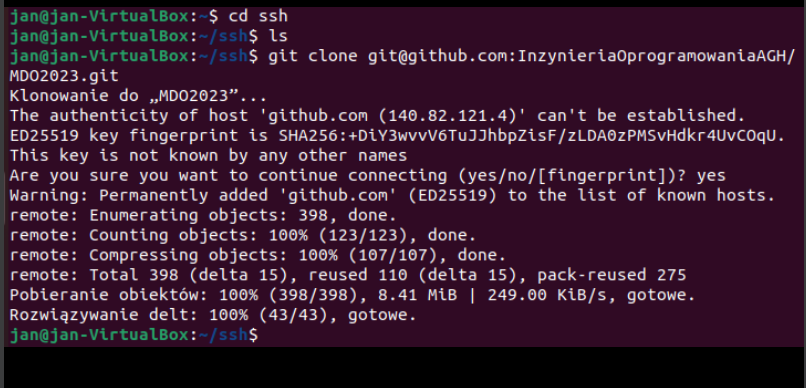 jan@jan-VirtualBox:~$ cd ssh
jan@jan-VirtualBox:~/ssh$ ls
jan@jan-VirtualBox:~/ssh$ git clone git@github.com:InzynieriaOprogramowaniaAGH/
MDO2023.git
Klonowanie do „MDO2023”...
The authenticity of host 'github.com (140.82.121.4)' can't be established.
ED25519 key fingerprint is SHA256:+DiY3wvvV6TuJJhbpZisF/zLDA0zPMSvHdkr4UvCOqU.
This key is not known by any other names
Are you sure you want to continue connecting (yes/no/[fingerprint])? yes
Warning: Permanently added 'github.com' (ED25519) to the list of known hosts.
remote: Enumerating objects: 398, done.
remote: Counting objects: 100% (123/123), done.
remote: Compressing objects: 100% (107/107), done.
remote: Total 398 (delta 15), reused 110 (delta 15), pack-reused 275
Pobieranie obiektów: 100% (398/398), 8.41 MiB | 249.00 KiB/s, gotowe.
Rozwiązywanie delt: 100% (43/43), gotowe.
jan@jan-VirtualBox:~/ssh$